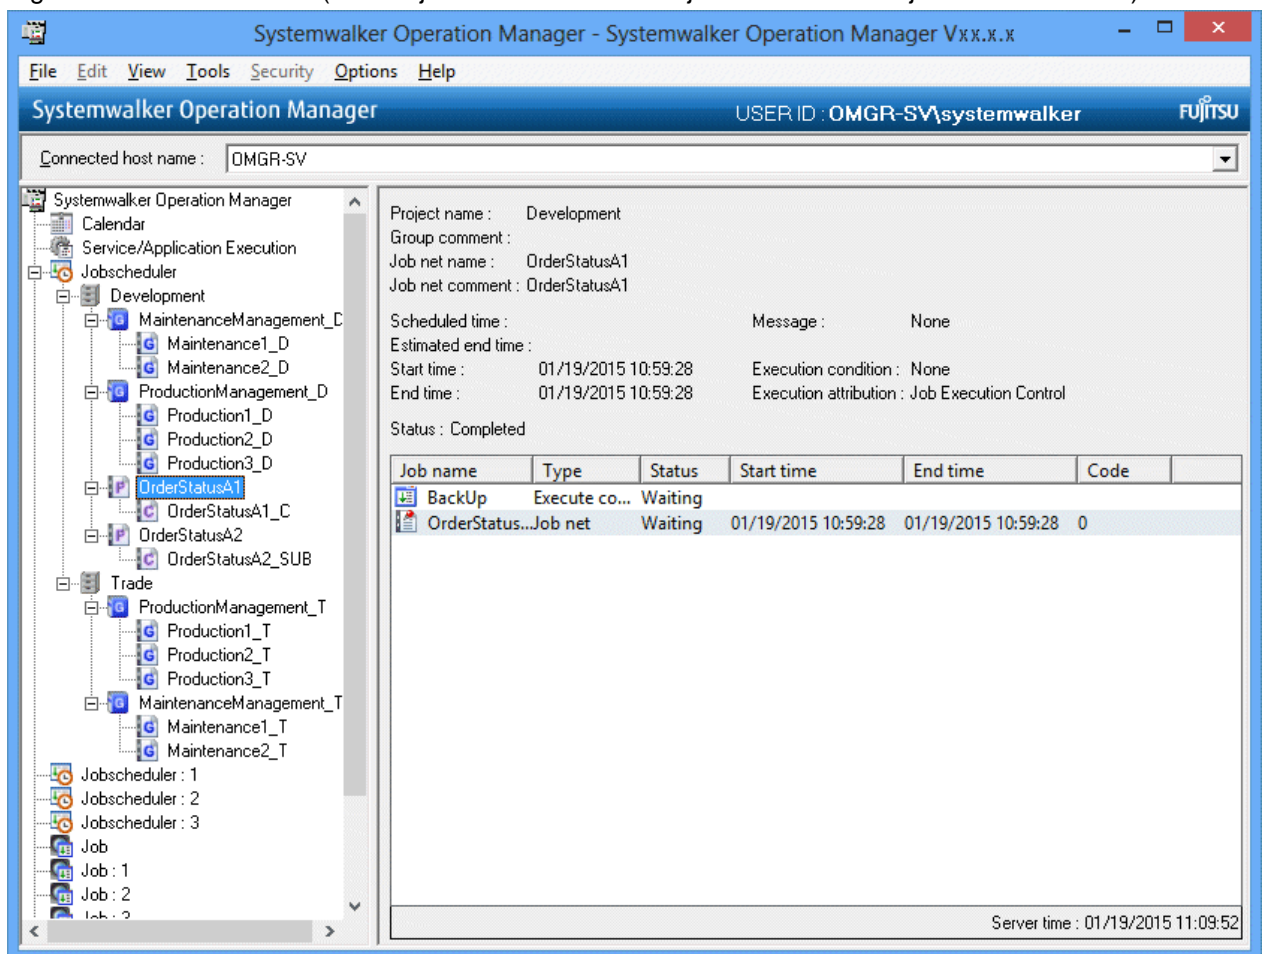 Systemwalker Operation Manager - Systemwalker Operation Manager Vxx.x.x
File Edit View Tools Security Options Help
Systemwalker Operation Manager USER ID : OMGR-SV\systemwalker FUJITSU
Connected host name : OMGR-SV
Systemwalker Operation Manager
Calendar
Service/Application Execution
Jobscheduler
Development
MaintenanceManagement_D
Maintenance1_D
Maintenance2_D
ProductionManagement_D
Production1_D
Production2_D
Production3_D
OrderStatusA1
OrderStatusA1_C
OrderStatusA2
OrderStatusA2_SUB
Trade
ProductionManagement_T
Production1_T
Production2_T
Production3_T
MaintenanceManagement_T
Maintenance1_T
Maintenance2_T
Jobscheduler : 1
Jobscheduler : 2
Jobscheduler : 3
Job
Job : 1
Job : 2
Project name : Development
Group comment :
Job net name : OrderStatusA1
Job net comment : OrderStatusA1
Scheduled time : Message : None
Estimated end time :
Start time : 01/19/2015 10:59:28 Execution condition : None
End time : 01/19/2015 10:59:28 Execution attribution : Job Execution Control
Status : Completed
Job name Type Status Start time End time Code
BackUp Execute co... Waiting
OrderStatus... Job net Waiting 01/19/2015 10:59:28 01/19/2015 10:59:28 0
Server time : 01/19/2015 11:09:52